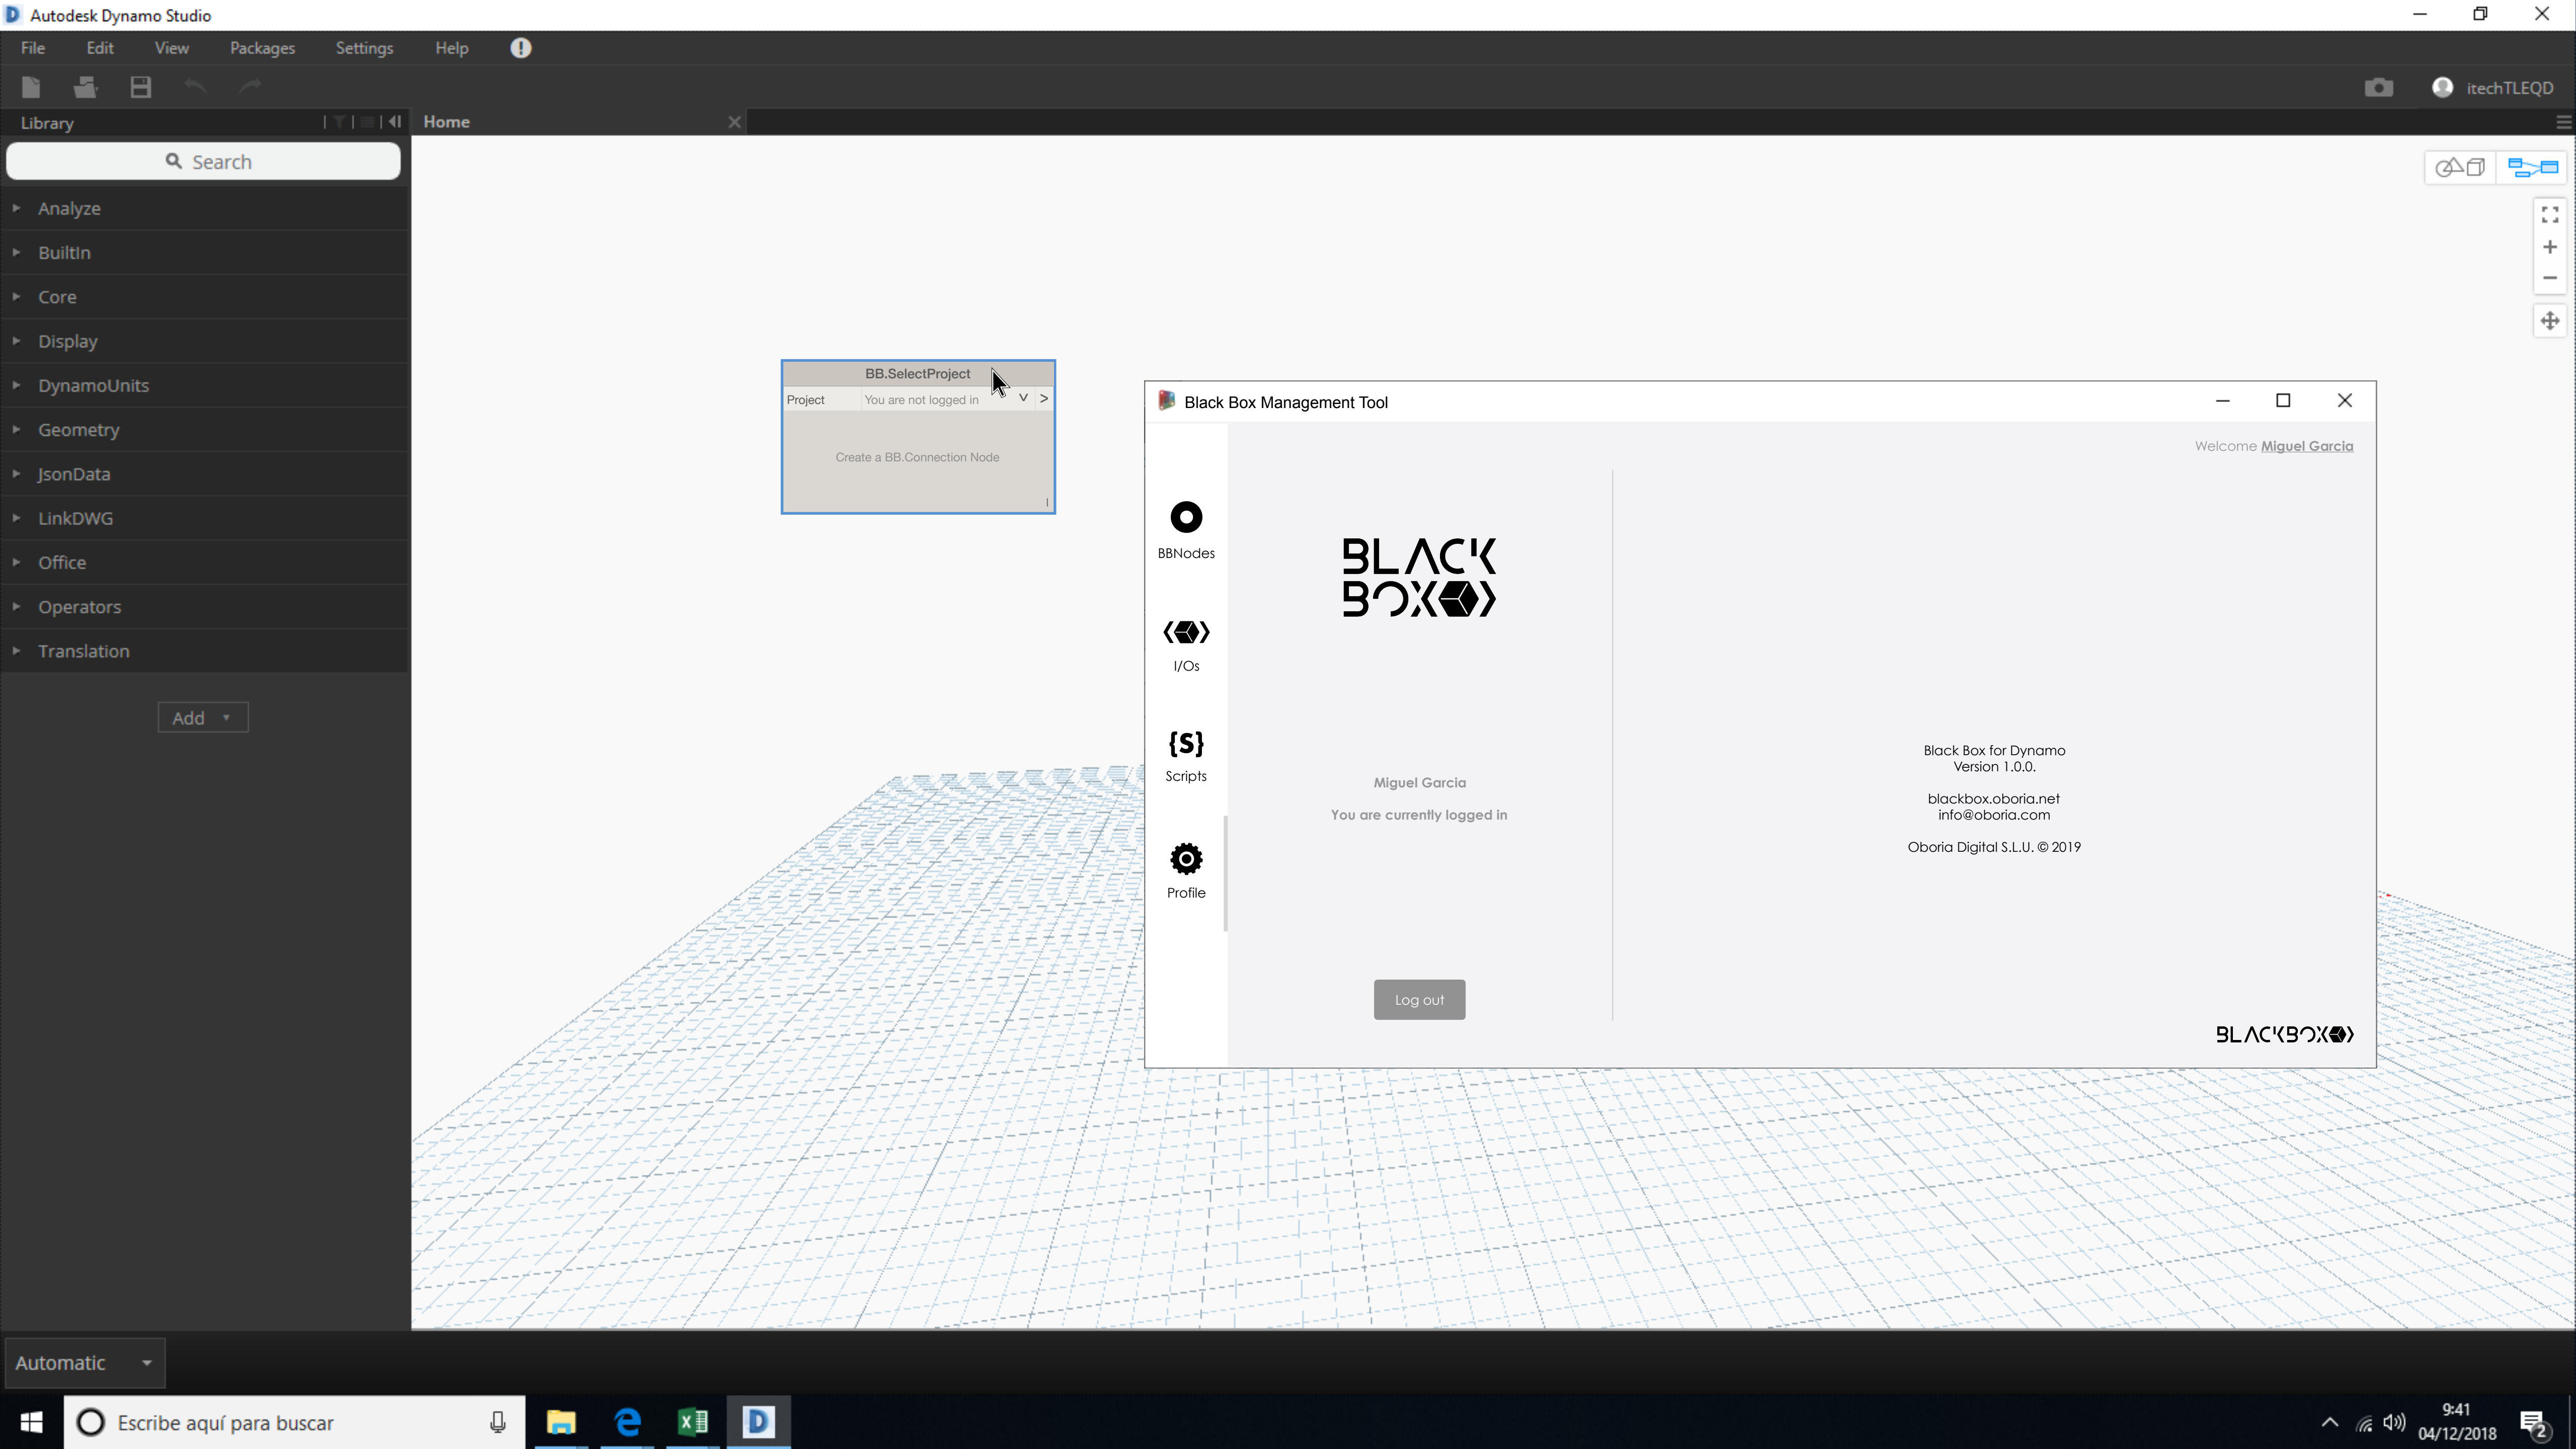 Autodesk Dynamo Studio
File Edit View Packages Settings Help
itechTLEQD
Library
Home
Search
Analyze
BuiltIn
Core
Display
DynamoUnits
Geometry
JsonData
LinkDWG
Office
Operators
Translation
Add
BB.SelectProject
Project You are not logged in V >
Create a BB.Connection Node
Black Box Management Tool
Welcome Miguel Garcia
BBNodes
I/Os
{S}
Scripts
Profile
BLACK
BOX
Miguel Garcia
You are currently logged in
Log out
Black Box for Dynamo
Version 1.0.0.
blackbox.oboria.net
info@oboria.com
Oboria Digital S.L.U. © 2019
BLACKBOX
Automatic
Escribe aquí para buscar
9:41
04/12/2018
2